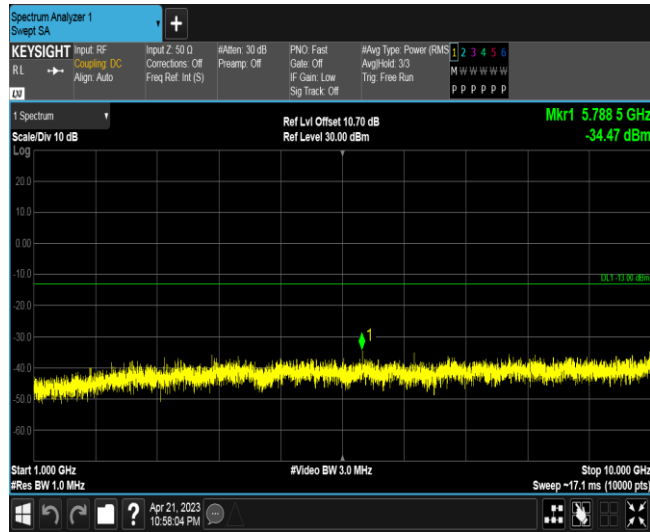 Spectrum Analyzer 1
Swept SA
KEYSIGHT
RL
LXI
Input: RF
Coupling: DC
Align: Auto
Input Z: 50 Ω
Corrections: Off
Freq Ref: Int (S)
#Atten: 30 dB
Preamp: Off
PNO: Fast
Gate: Off
IF Gain: Low
Sig Track: Off
#Avg Type: Power (RMS
Avg|Hold: 3/3
Trig: Free Run
1 2 3 4 5 6
M W W W W W
P P P P P P
1 Spectrum
Scale/Div 10 dB
Ref Lvl Offset 10.70 dB
Ref Level 30.00 dBm
Mkr1 5.788 5 GHz
-34.47 dBm
Log
20.0
10.0
0.00
-10.0
DL1 -13.00 dBm
-20.0
-30.0
1
-40.0
-50.0
-60.0
Start 1.000 GHz
#Res BW 1.0 MHz
#Video BW 3.0 MHz
Stop 10.000 GHz
Sweep ~17.1 ms (10000 pts)
?
Apr 21, 2023
10:58:04 PM